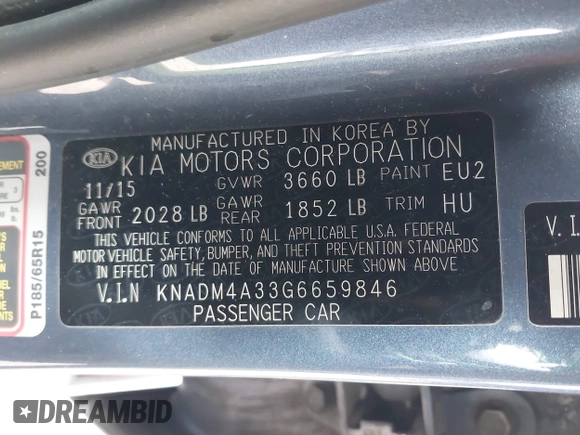 MANUFACTURED IN KOREA BY
KIA KIA MOTORS CORPORATION
11/15 GVWR 3660 LB PAINT EU2
GAWR FRONT 2028 LB GAWR REAR 1852 LB TRIM HU
THIS VEHICLE CONFORMS TO ALL APPLICABLE U.S.A. FEDERAL
MOTOR VEHICLE SAFETY, BUMPER, AND THEFT PREVENTION STANDARDS
IN EFFECT ON THE DATE OF MANUFACTURE SHOWN ABOVE.
V.I.N KNADM4A33G6659846
PASSENGER CAR
200
P185/65R15
V.I
DREAMBID